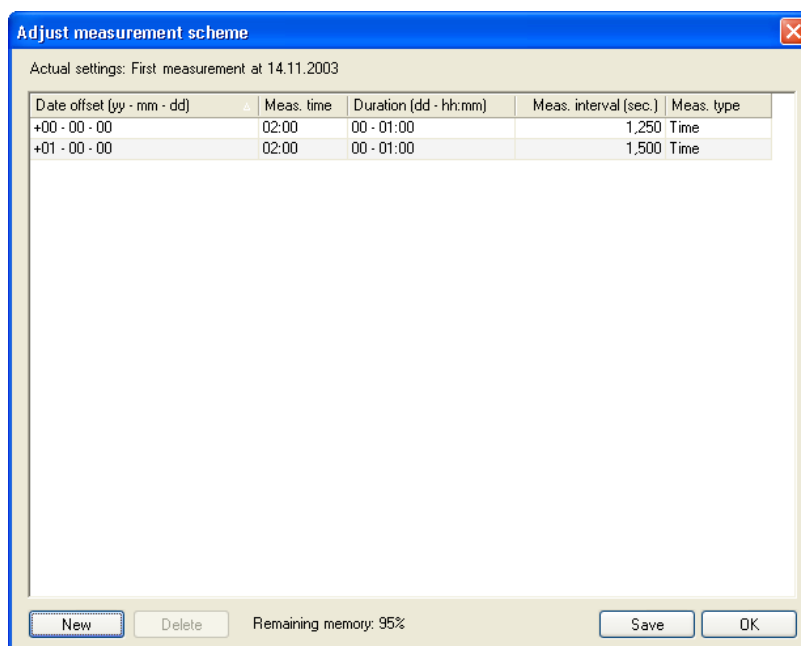 Adjust measurement scheme
Actual settings: First measurement at 14.11.2003
Date offset (yy - mm - dd) Meas. time Duration (dd - hh:mm) Meas. interval (sec.) Meas. type
+00 - 00 - 00 02:00 00 - 01:00 1,250 Time
+01 - 00 - 00 02:00 00 - 01:00 1,500 Time
New Delete Remaining memory: 95% Save OK